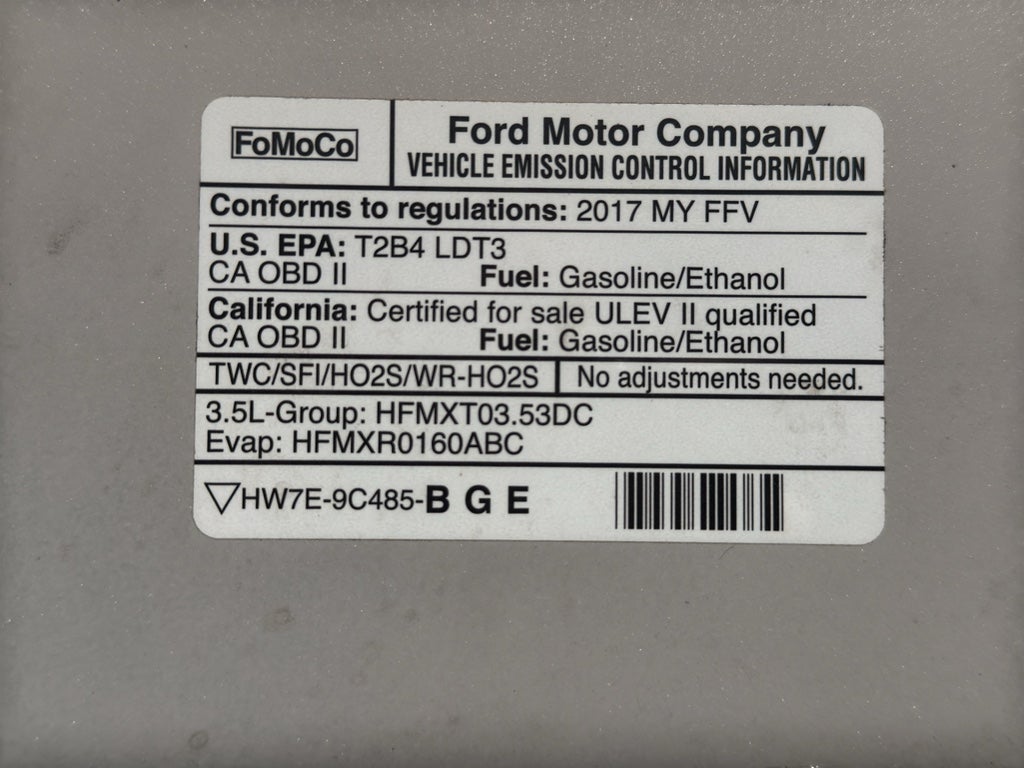 FoMoCo
Ford Motor Company
VEHICLE EMISSION CONTROL INFORMATION
Conforms to regulations: 2017 MY FFV
U.S. EPA: T2B4 LDT3
CA OBD II Fuel: Gasoline/Ethanol
California: Certified for sale ULEV II qualified
CA OBD II Fuel: Gasoline/Ethanol
TWC/SFI/HO2S/WR-HO2S No adjustments needed.
3.5L-Group: HFMXT03.53DC
Evap: HFMXR0160ABC
▽HW7E-9C485-B G E